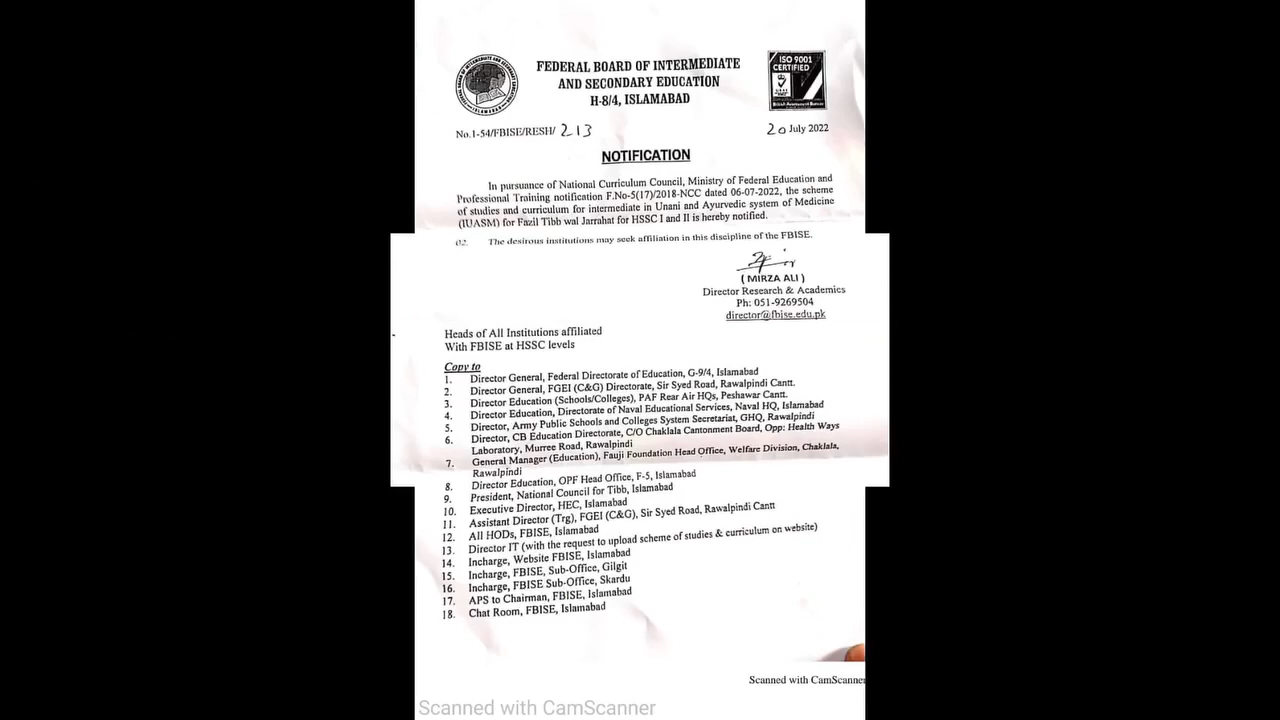 FEDERAL BOARD OF INTERMEDIATE
AND SECONDARY EDUCATION
H-8/4, ISLAMABAD
ISO 9001
CERTIFIED
No.1-54/FBISE/RESH/ 213
20 July 2022
NOTIFICATION
In pursuance of National Curriculum Council, Ministry of Federal Education and
Professional Training notification F.No-5(17)/2018-NCC dated 06-07-2022, the scheme
of studies and curriculum for intermediate in Unani and Ayurvedic system of Medicine
(IUASM) for Fazil Tibb wal Jarrahat for HSSC I and II is hereby notified.
02. The desirous institutions may seek affiliation in this discipline of the FBISE.
( MIRZA ALI )
Director Research & Academics
Ph: 051-9269504
director@fbise.edu.pk
Heads of All Institutions affiliated
With FBISE at HSSC levels
Copy to
1. Director General, Federal Directorate of Education, G-9/4, Islamabad
2. Director General, FGEI (C&G) Directorate, Sir Syed Road, Rawalpindi Cantt.
3. Director Education (Schools/Colleges), PAF Rear Air HQs, Peshawar Cantt.
4. Director Education, Directorate of Naval Educational Services, Naval HQ, Islamabad
5. Director, Army Public Schools and Colleges System Secretariat, GHQ, Rawalpindi
6. Director, CB Education Directorate, C/O Chaklala Cantonment Board, Opp: Health Ways
Laboratory, Murree Road, Rawalpindi
7. General Manager (Education), Fauji Foundation Head Office, Welfare Division, Chaklala,
Rawalpindi
8. Director Education, OPF Head Office, F-5, Islamabad
9. President, National Council for Tibb, Islamabad
10. Executive Director, HEC, Islamabad
11. Assistant Director (Trg), FGEI (C&G), Sir Syed Road, Rawalpindi Cantt
12. All HODs, FBISE, Islamabad
13. Director IT (with the request to upload scheme of studies & curriculum on website)
14. Incharge, Website FBISE, Islamabad
15. Incharge, FBISE, Sub-Office, Gilgit
16. Incharge, FBISE Sub-Office, Skardu
17. APS to Chairman, FBISE, Islamabad
18. Chat Room, FBISE, Islamabad
Scanned with CamScanner
Scanned with CamScanner